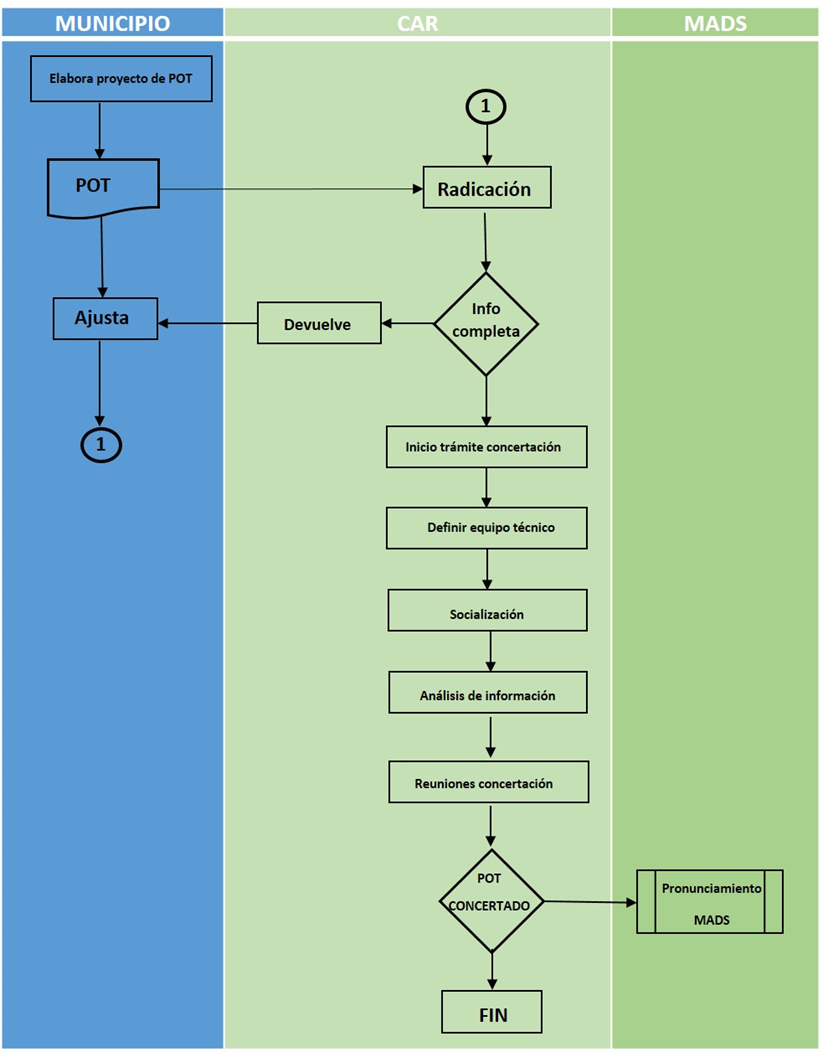 MUNICIPIO
CAR
MADS
Elabora proyecto de POT
1
POT
Radicación
Ajusta
Devuelve
Info
completa
1
Inicio trámite concertación
Definir equipo técnico
Socialización
Análisis de información
Reuniones concertación
POT
CONCERTADO
Pronunciamiento
MADS
FIN